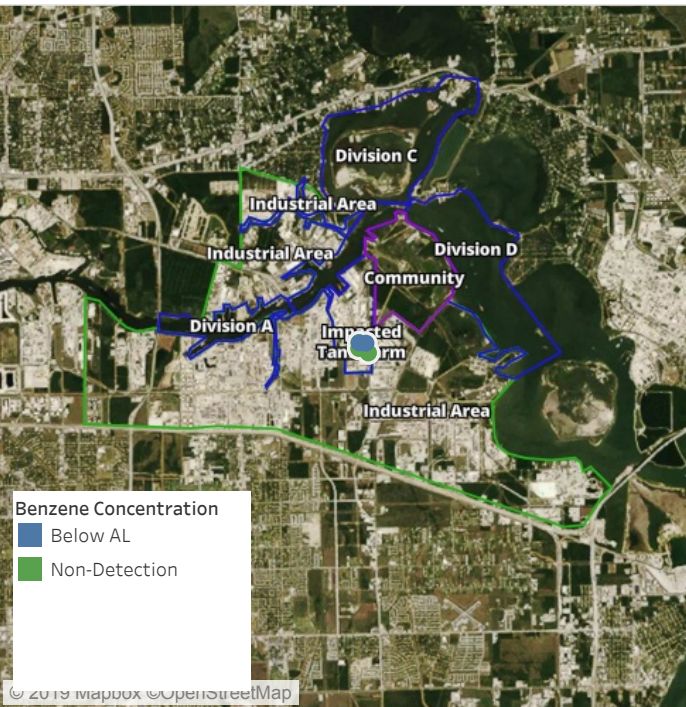 Division C
Industrial Area
Industrial Area
Division D
Community
Division A
Impacted
Industrial Area
Benzene Concentration
Below AL
Non-Detection
© 2019 Mapbox ©OpenStreetMap